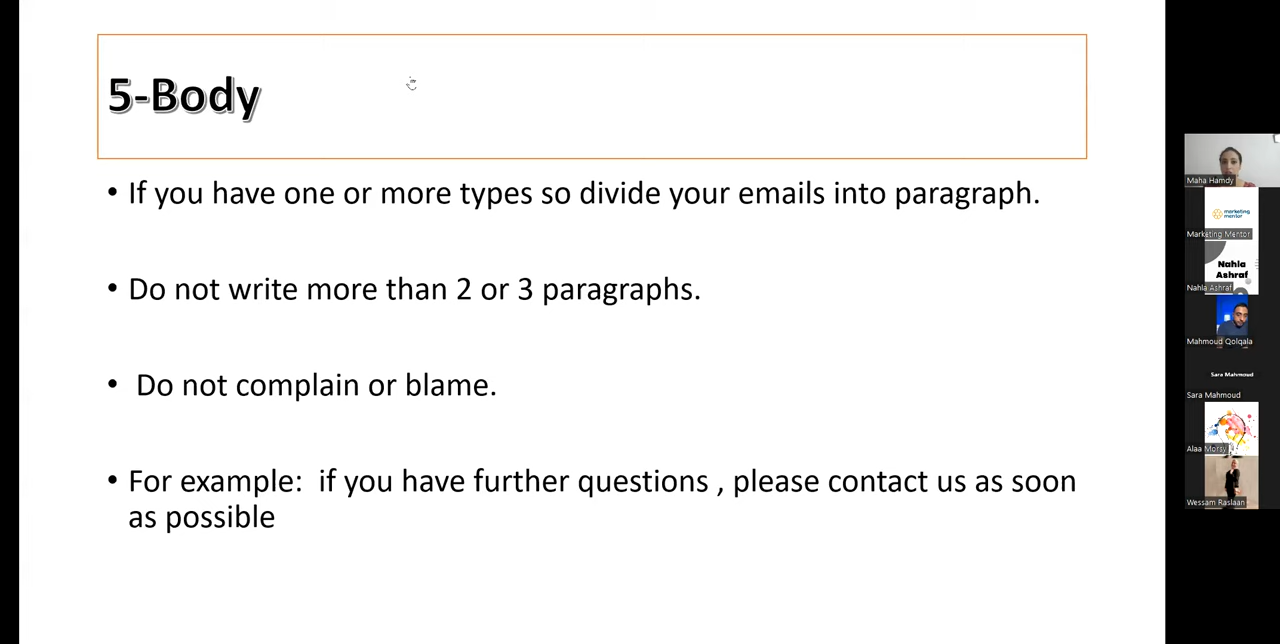 5-Body
• If you have one or more types so divide your emails into paragraph.
• Do not write more than 2 or 3 paragraphs.
• Do not complain or blame.
• For example:  if you have further questions , please contact us as soon
as possible
Maha Hamdy
marketing
mentor
Marketing Mentor
Nahla
Ashraf
Nahla Ashraf
Mahmoud Qolqala
Sara Mahmoud
Sara Mahmoud
Alaa Morsy
Wessam Raslaan